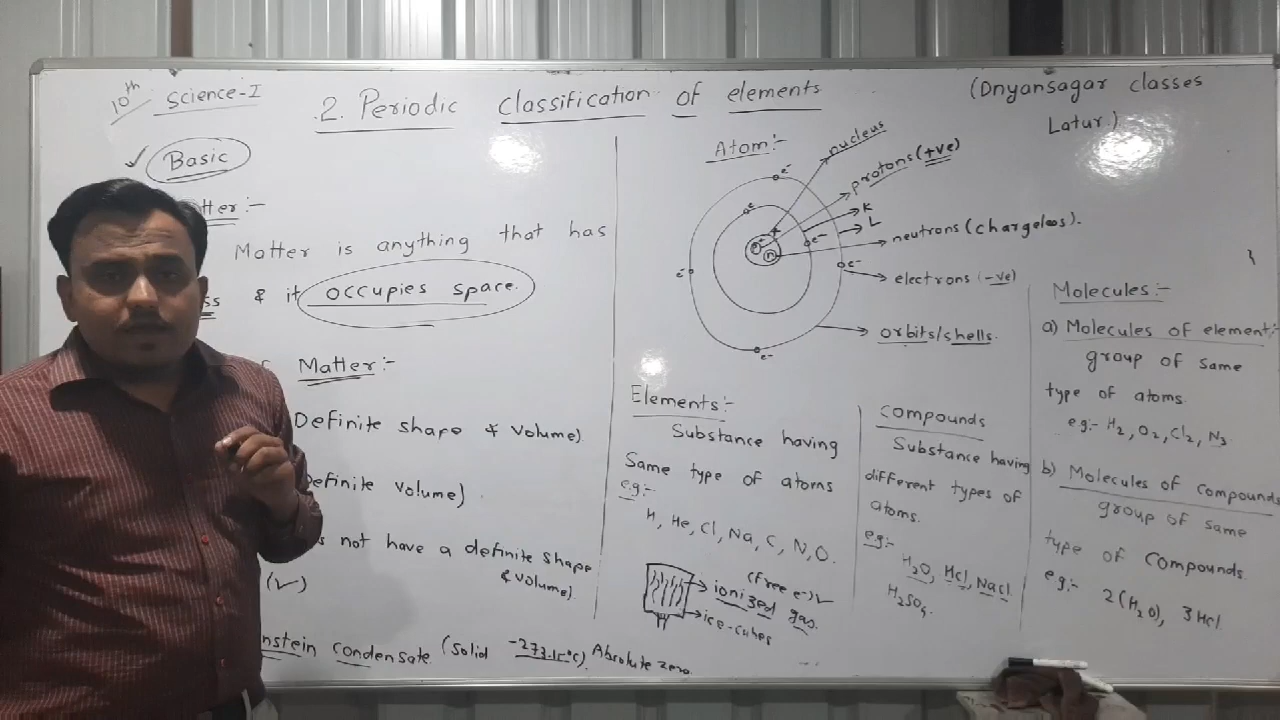 10th Science-I
2. Periodic classification of elements
(Dnyansagar classes
Latur.)
Basic
tter:-
Matter is anything that has
ss & it occupies space.
f Matter:-
Definite shape & volume).
Definite volume).
s not have a definite shape
& volume).
(✓)
instein condensate (solid -273.15°C). Absolute zero.
Atom:-
nucleus
protons (+ve)
K
L
neutrons (chargeless).
electrons (-ve)
orbits/shells.
e-
e-
e-
e-
e-
e-
n
Elements:-
Substance having
Same type of atoms
e.g:-
H, He, Cl, Na, C, N, O.
(free e-)✓
ionized gas.
ice-cubes
compounds
Substance having
different types of
atoms.
eg:-
H2O, HCl, NaCl.
H2SO4.
Molecules:-
a) Molecules of element:
group of same
type of atoms.
eg:- H2, O2, Cl2, N3.
b) Molecules of compounds
group of same
type of compounds.
eg:- 2(H2O), 3HCl